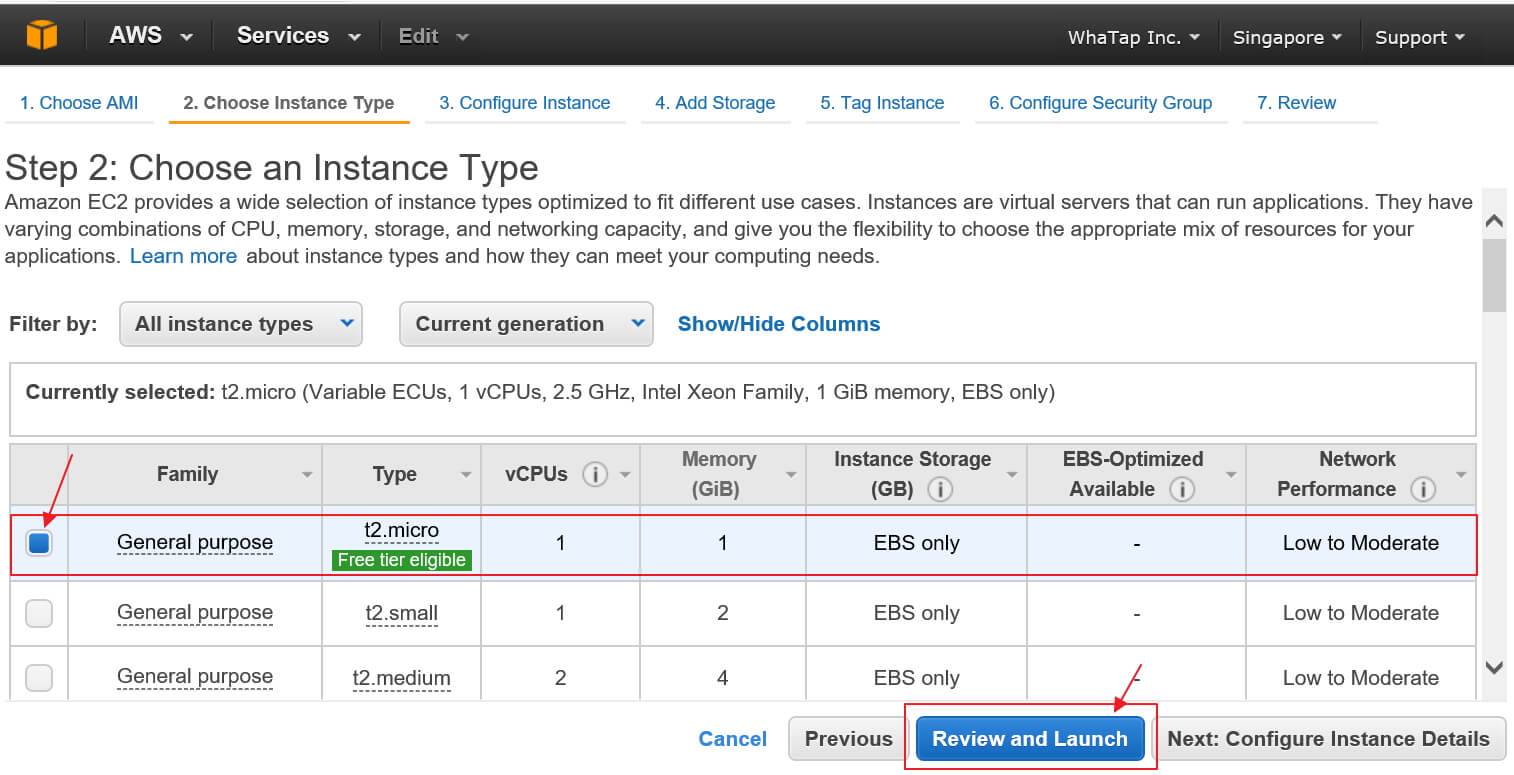 AWS Services Edit WhaTap Inc. Singapore Support
1. Choose AMI 2. Choose Instance Type 3. Configure Instance 4. Add Storage 5. Tag Instance 6. Configure Security Group 7. Review
Step 2: Choose an Instance Type
Amazon EC2 provides a wide selection of instance types optimized to fit different use cases. Instances are virtual servers that can run applications. They have
varying combinations of CPU, memory, storage, and networking capacity, and give you the flexibility to choose the appropriate mix of resources for your
applications. Learn more about instance types and how they can meet your computing needs.
Filter by: All instance types Current generation Show/Hide Columns
Currently selected: t2.micro (Variable ECUs, 1 vCPUs, 2.5 GHz, Intel Xeon Family, 1 GiB memory, EBS only)
Family Type vCPUs i Memory (GiB) Instance Storage (GB) i EBS-Optimized Available i Network Performance i
General purpose t2.micro Free tier eligible 1 1 EBS only - Low to Moderate
General purpose t2.small 1 2 EBS only - Low to Moderate
General purpose t2.medium 2 4 EBS only - Low to Moderate
Cancel Previous Review and Launch Next: Configure Instance Details